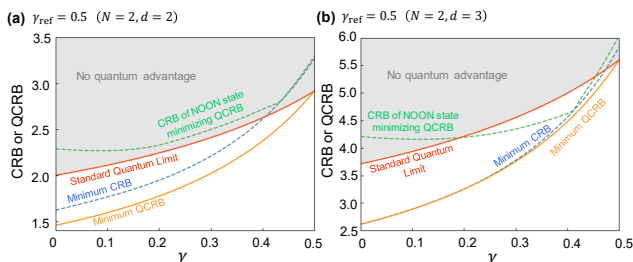 (a) γref = 0.5 (N = 2, d = 2)
3.5
3.0
2.5
2.0
1.5
CRB or QCRB
No quantum advantage
CRB of NOON state
minimizing QCRB
Standard Quantum Limit
Minimum CRB
Minimum QCRB
0 0.1 0.2 0.3 0.4 0.5
γ
(b) γref = 0.5 (N = 2, d = 3)
6.0
5.5
5.0
4.5
4.0
3.5
3.0
2.5
CRB or QCRB
No quantum advantage
CRB of NOON state
minimizing QCRB
Standard Quantum
Limit
Minimum CRB
Minimum QCRB
0 0.1 0.2 0.3 0.4 0.5
γ